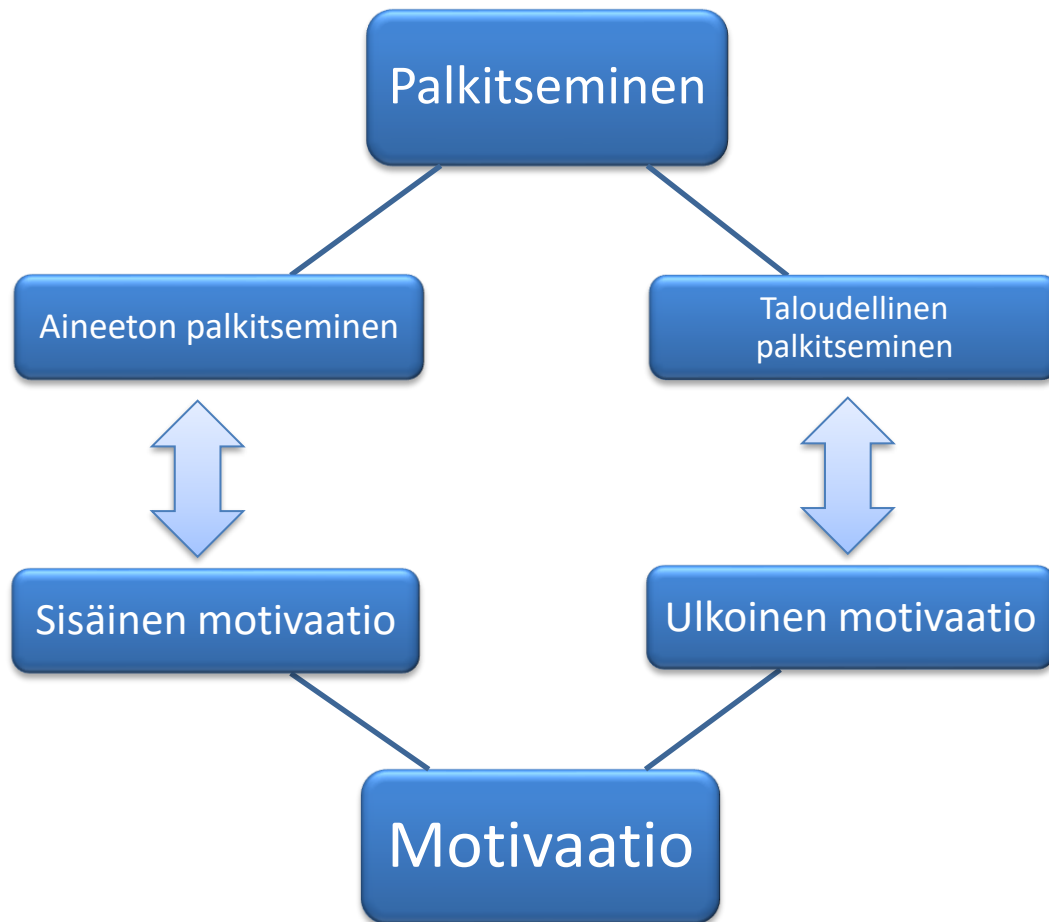 Palkitseminen
Aineeton palkitseminen
Taloudellinen
palkitseminen
Sisäinen motivaatio
Ulkoinen motivaatio
Motivaatio